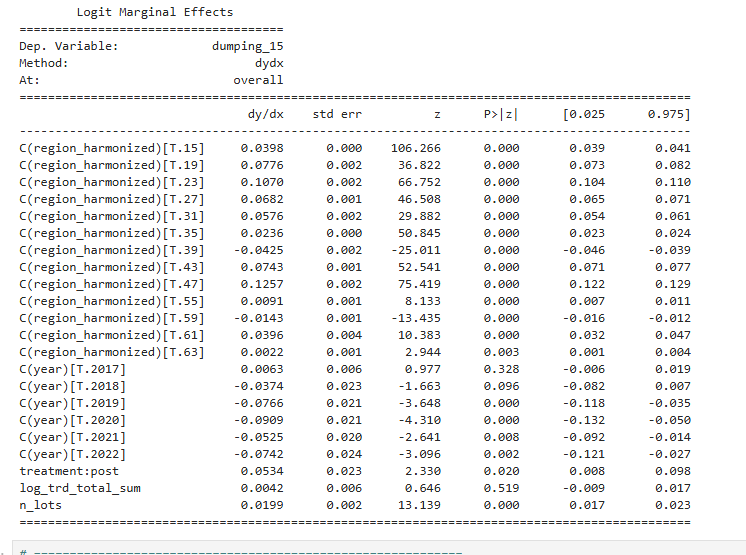 Logit Marginal Effects
=====================================
Dep. Variable: dumping_15
Method: dydx
At: overall
==============================================================================================
dy/dx std err z P>|z| [0.025 0.975]
----------------------------------------------------------------------------------------------
C(region_harmonized)[T.15] 0.0398 0.000 106.266 0.000 0.039 0.041
C(region_harmonized)[T.19] 0.0776 0.002 36.822 0.000 0.073 0.082
C(region_harmonized)[T.23] 0.1070 0.002 66.752 0.000 0.104 0.110
C(region_harmonized)[T.27] 0.0682 0.001 46.508 0.000 0.065 0.071
C(region_harmonized)[T.31] 0.0576 0.002 29.882 0.000 0.054 0.061
C(region_harmonized)[T.35] 0.0236 0.000 50.845 0.000 0.023 0.024
C(region_harmonized)[T.39] -0.0425 0.002 -25.011 0.000 -0.046 -0.039
C(region_harmonized)[T.43] 0.0743 0.001 52.541 0.000 0.071 0.077
C(region_harmonized)[T.47] 0.1257 0.002 75.419 0.000 0.122 0.129
C(region_harmonized)[T.55] 0.0091 0.001 8.133 0.000 0.007 0.011
C(region_harmonized)[T.59] -0.0143 0.001 -13.435 0.000 -0.016 -0.012
C(region_harmonized)[T.61] 0.0396 0.004 10.383 0.000 0.032 0.047
C(region_harmonized)[T.63] 0.0022 0.001 2.944 0.003 0.001 0.004
C(year)[T.2017] 0.0063 0.006 0.977 0.328 -0.006 0.019
C(year)[T.2018] -0.0374 0.023 -1.663 0.096 -0.082 0.007
C(year)[T.2019] -0.0766 0.021 -3.648 0.000 -0.118 -0.035
C(year)[T.2020] -0.0909 0.021 -4.310 0.000 -0.132 -0.050
C(year)[T.2021] -0.0525 0.020 -2.641 0.008 -0.092 -0.014
C(year)[T.2022] -0.0742 0.024 -3.096 0.002 -0.121 -0.027
treatment:post 0.0534 0.023 2.330 0.020 0.008 0.098
log_trd_total_sum 0.0042 0.006 0.646 0.519 -0.009 0.017
n_lots 0.0199 0.002 13.139 0.000 0.017 0.023
==============================================================================================